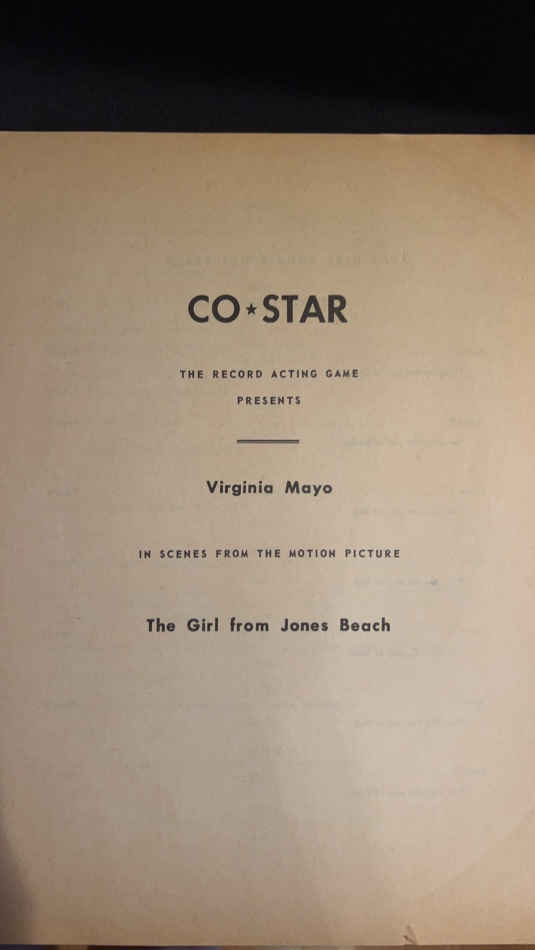 CO★STAR
THE RECORD ACTING GAME
PRESENTS
Virginia Mayo
IN SCENES FROM THE MOTION PICTURE
The Girl from Jones Beach